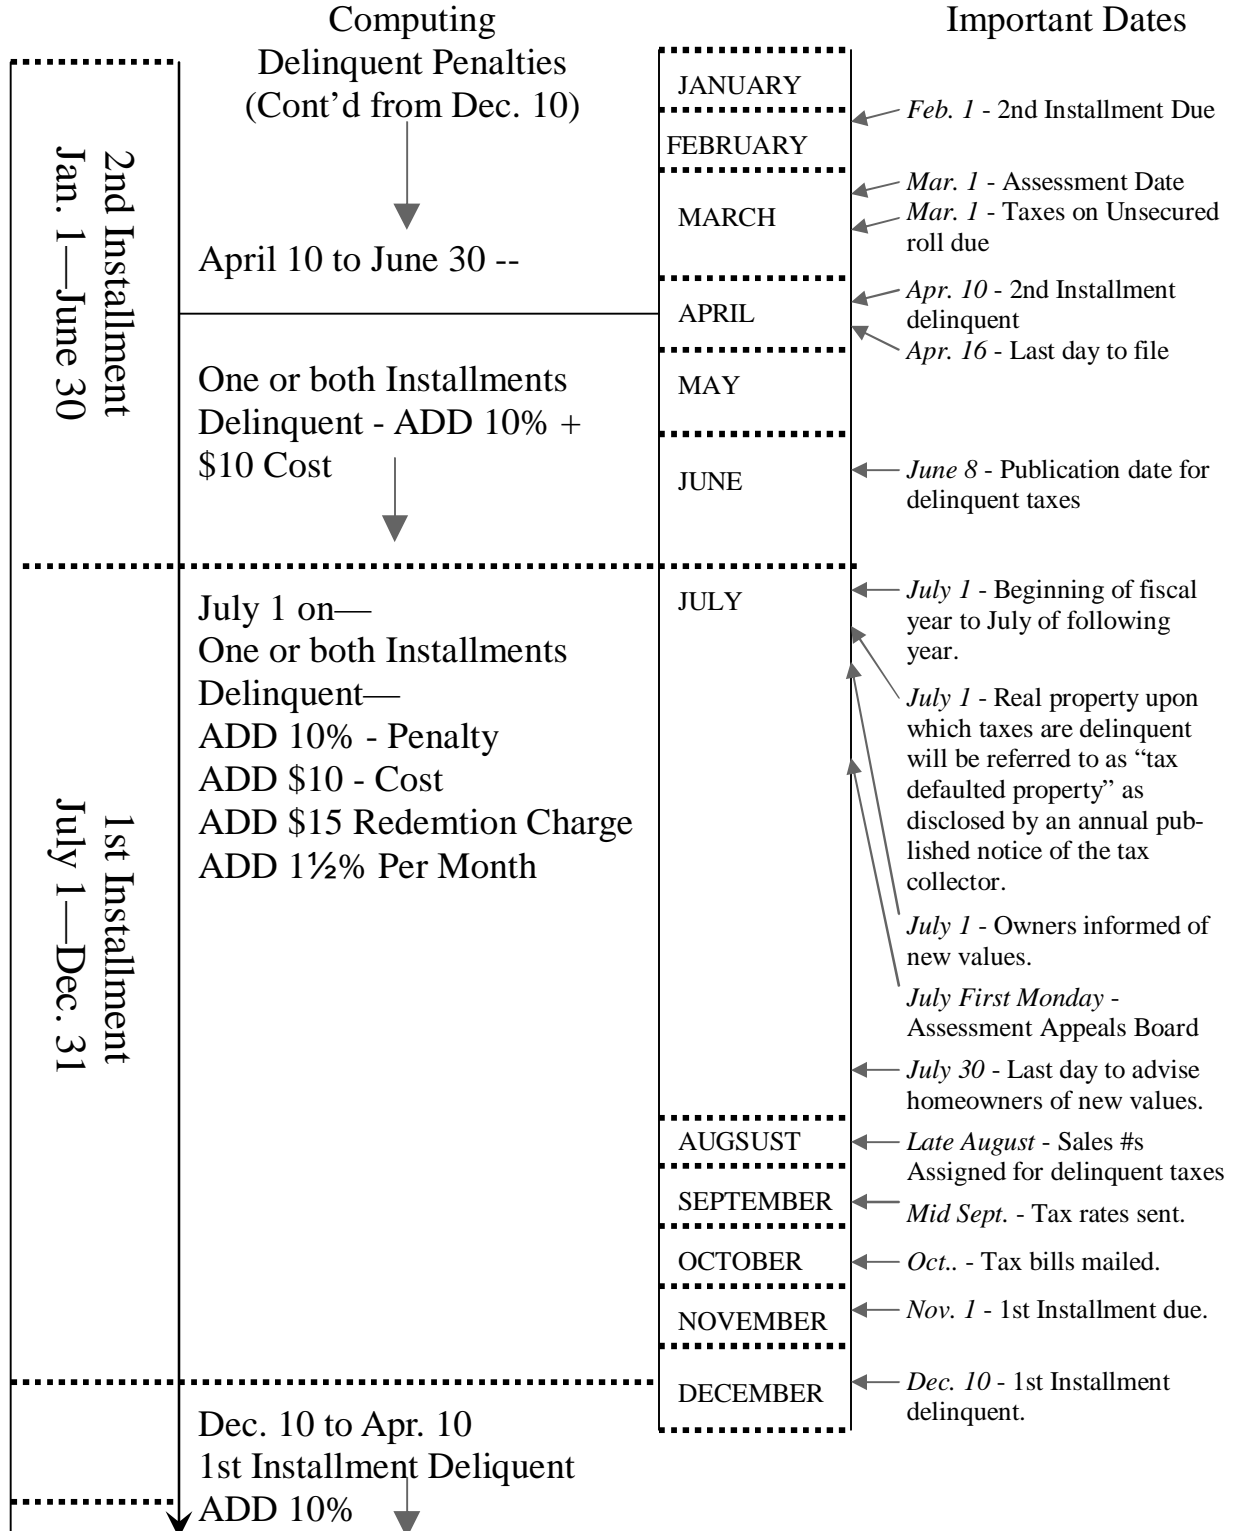 Computing
Delinquent Penalties
(Cont’d from Dec. 10)
April 10 to June 30 --
One or both Installments
Delinquent - ADD 10% +
$10 Cost
July 1 on—
One or both Installments
Delinquent—
ADD 10% - Penalty
ADD $10 - Cost
ADD $15 Redemtion Charge
ADD 1½% Per Month
Dec. 10 to Apr. 10
1st Installment Deliquent
ADD 10%
2nd Installment
Jan. 1—June 30
1st Installment
July 1—Dec. 31
JANUARY
FEBRUARY
MARCH
APRIL
MAY
JUNE
JULY
AUGSUST
SEPTEMBER
OCTOBER
NOVEMBER
DECEMBER
Important Dates
Feb. 1 - 2nd Installment Due
Mar. 1 - Assessment Date
Mar. 1 - Taxes on Unsecured
roll due
Apr. 10 - 2nd Installment
delinquent
Apr. 16 - Last day to file
June 8 - Publication date for
delinquent taxes
July 1 - Beginning of fiscal
year to July of following
year.
July 1 - Real property upon
which taxes are delinquent
will be referred to as “tax
defaulted property” as
disclosed by an annual pub-
lished notice of the tax
collector.
July 1 - Owners informed of
new values.
July First Monday -
Assessment Appeals Board
July 30 - Last day to advise
homeowners of new values.
Late August - Sales #s
Assigned for delinquent taxes
Mid Sept. - Tax rates sent.
Oct.. - Tax bills mailed.
Nov. 1 - 1st Installment due.
Dec. 10 - 1st Installment
delinquent.